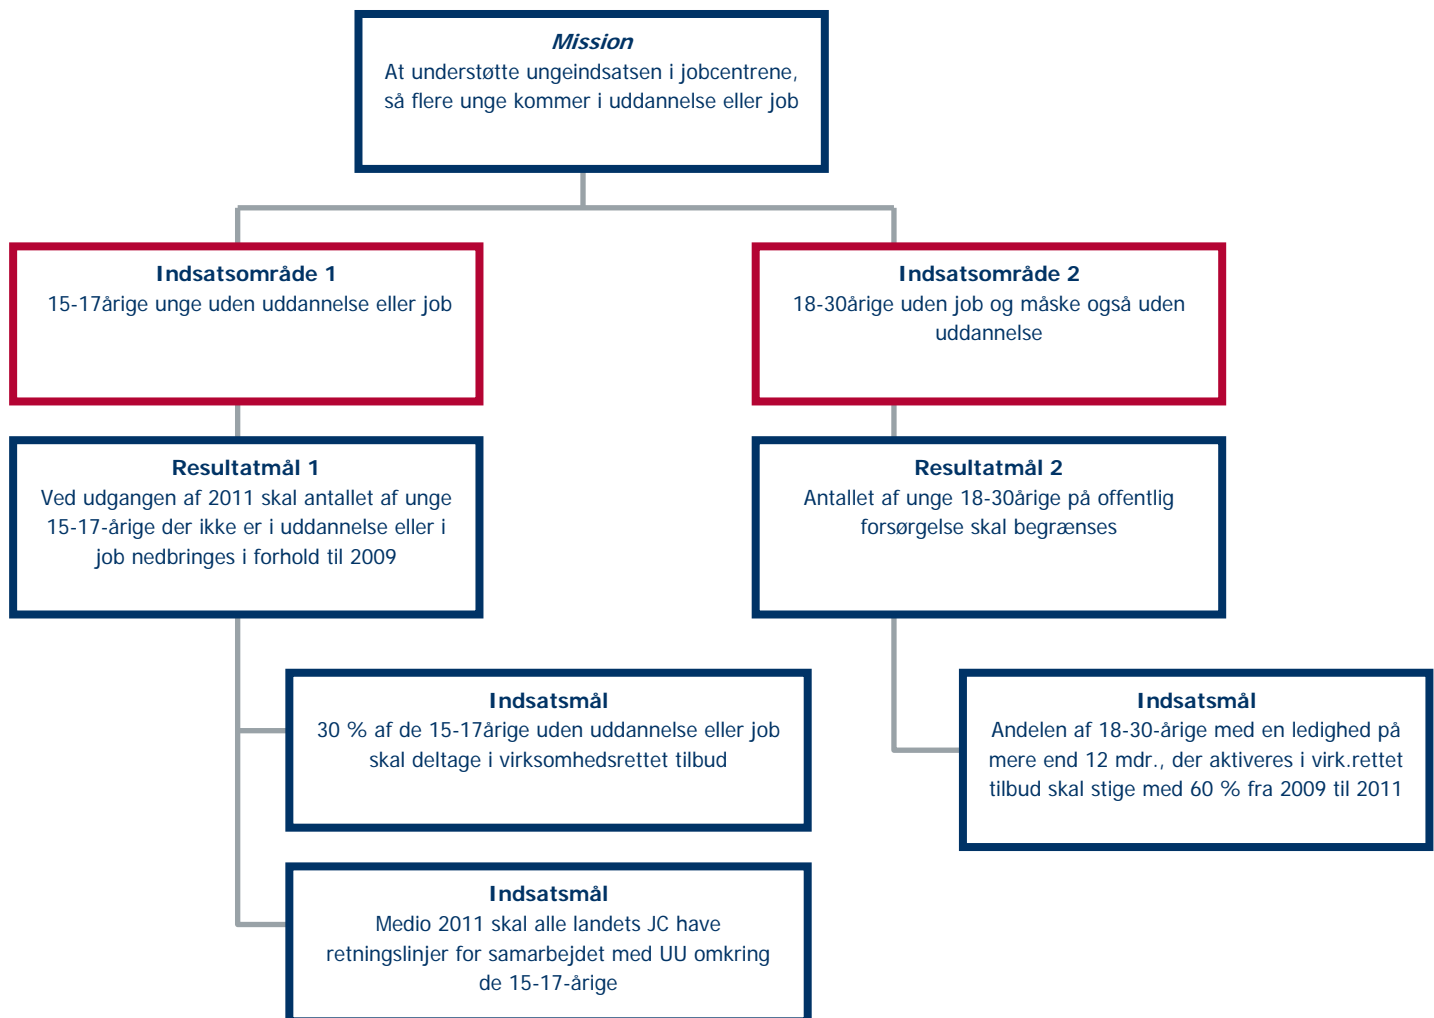 Mission
At understøtte ungeindsatsen i jobcentrene,
så flere unge kommer i uddannelse eller job
Indsatsområde 1
15-17årige unge uden uddannelse eller job
Indsatsområde 2
18-30årige uden job og måske også uden
uddannelse
Resultatmål 1
Ved udgangen af 2011 skal antallet af unge
15-17-årige der ikke er i uddannelse eller i
job nedbringes i forhold til 2009
Resultatmål 2
Antallet af unge 18-30årige på offentlig
forsørgelse skal begrænses
Indsatsmål
30 % af de 15-17årige uden uddannelse eller job
skal deltage i virksomhedsrettet tilbud
Indsatsmål
Andelen af 18-30-årige med en ledighed på
mere end 12 mdr., der aktiveres i virk.rettet
tilbud skal stige med 60 % fra 2009 til 2011
Indsatsmål
Medio 2011 skal alle landets JC have
retningslinjer for samarbejdet med UU omkring
de 15-17-årige